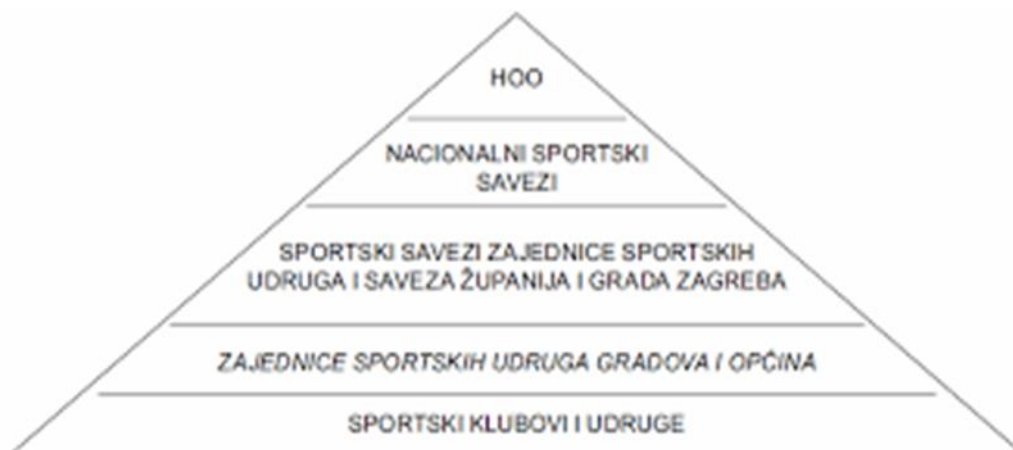 HOO
NACIONALNI SPORTSKI
SAVEZI
SPORTSKI SAVEZI ZAJEDNICE SPORTSKIH
UDRUGA I SAVEZA ŽUPANIJA I GRADA ZAGREBA
ZAJEDNICE SPORTSKIH UDRUGA GRADOVA I OPĆINA
SPORTSKI KLUBOVI I UDRUGE